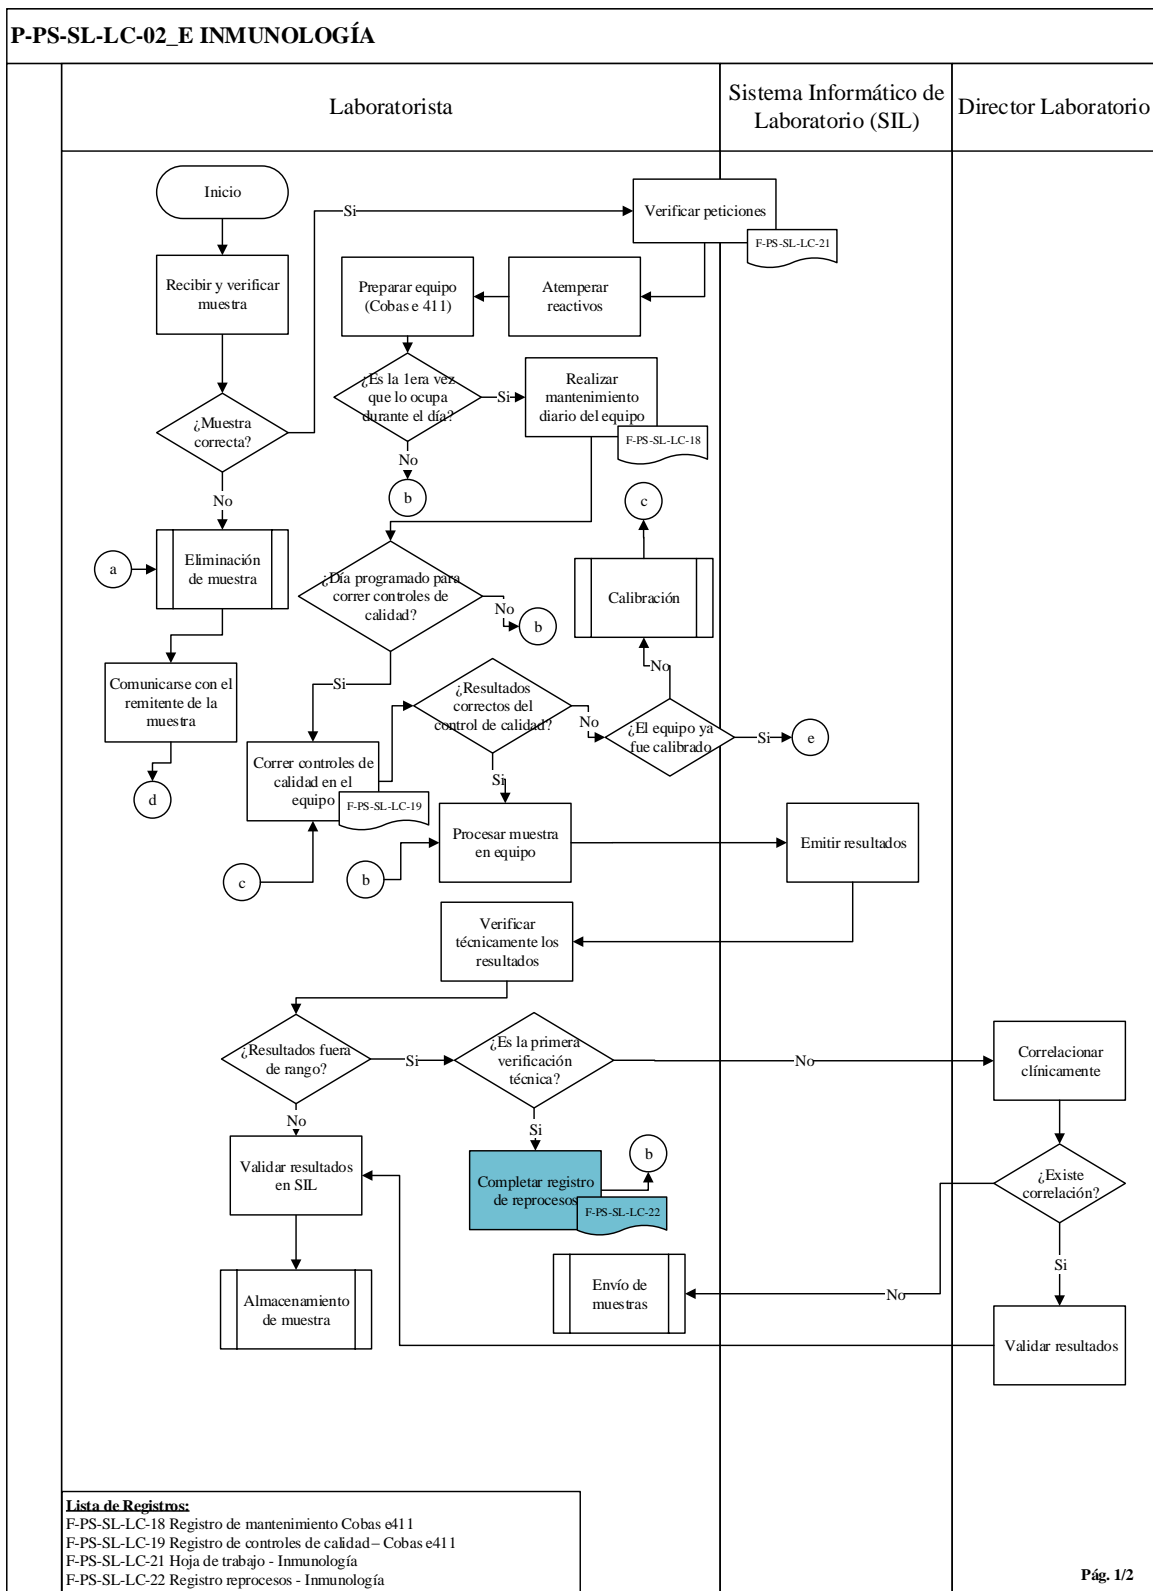 P-PS-SL-LC-02_E INMUNOLOGÍA
Laboratorista
Sistema Informático de
Laboratorio (SIL)
Director Laboratorio
Inicio
Si
Verificar peticiones
F-PS-SL-LC-21
Recibir y verificar
muestra
Preparar equipo
(Cobas e 411)
Atemperar
reactivos
¿Es la 1era vez
que lo ocupa
durante el día?
Si
Realizar
mantenimiento
diario del equipo
F-PS-SL-LC-18
¿Muestra
correcta?
No
b
No
c
a
Eliminación
de muestra
¿Día programado para
correr controles de
calidad?
No
b
Calibración
Comunicarse con el
remitente de la
muestra
Si
¿Resultados
correctos del
control de calidad?
No
No
¿El equipo ya
fue calibrado
Si
e
d
Correr controles de
calidad en el
equipo
F-PS-SL-LC-19
Si
Procesar muestra
en equipo
Emitir resultados
c
b
Verificar
técnicamente los
resultados
¿Resultados fuera
de rango?
Si
¿Es la primera
verificación
técnica?
No
Correlacionar
clínicamente
No
Si
Validar resultados
en SIL
Completar registro
de reprocesos
F-PS-SL-LC-22
b
¿Existe
correlación?
Si
Almacenamiento
de muestra
Envío de
muestras
No
Validar resultados
Lista de Registros:
F-PS-SL-LC-18 Registro de mantenimiento Cobas e411
F-PS-SL-LC-19 Registro de controles de calidad – Cobas e411
F-PS-SL-LC-21 Hoja de trabajo - Inmunología
F-PS-SL-LC-22 Registro reprocesos - Inmunología
Pág. 1/2